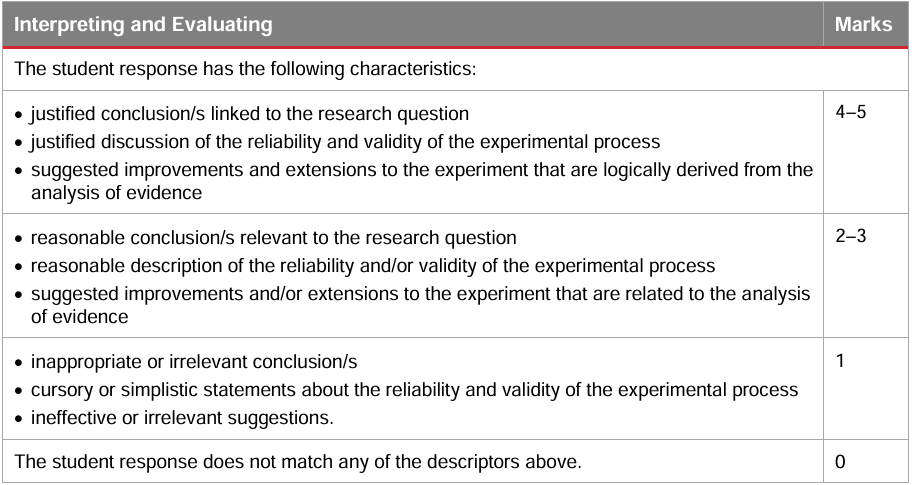 Interpreting and Evaluating Marks
The student response has the following characteristics:
• justified conclusion/s linked to the research question 4–5
• justified discussion of the reliability and validity of the experimental process
• suggested improvements and extensions to the experiment that are logically derived from the
analysis of evidence
• reasonable conclusion/s relevant to the research question 2–3
• reasonable description of the reliability and/or validity of the experimental process
• suggested improvements and/or extensions to the experiment that are related to the analysis
of evidence
• inappropriate or irrelevant conclusion/s 1
• cursory or simplistic statements about the reliability and validity of the experimental process
• ineffective or irrelevant suggestions.
The student response does not match any of the descriptors above. 0